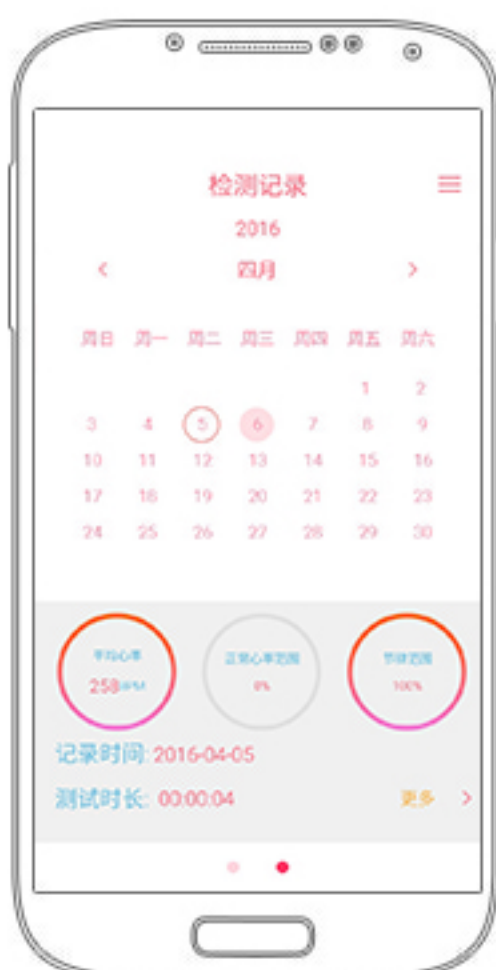 检测记录
2016
< 四月 >
周日 周一 周二 周三 周四 周五 周六
1 2
3 4 5 6 7 8 9
10 11 12 13 14 15 16
17 18 19 20 21 22 23
24 25 26 27 28 29 30
平均心率 正常心率范围 节律范围
258BPM 0% 100%
记录时间: 2016-04-05
测试时长: 00:00:04 更多 >